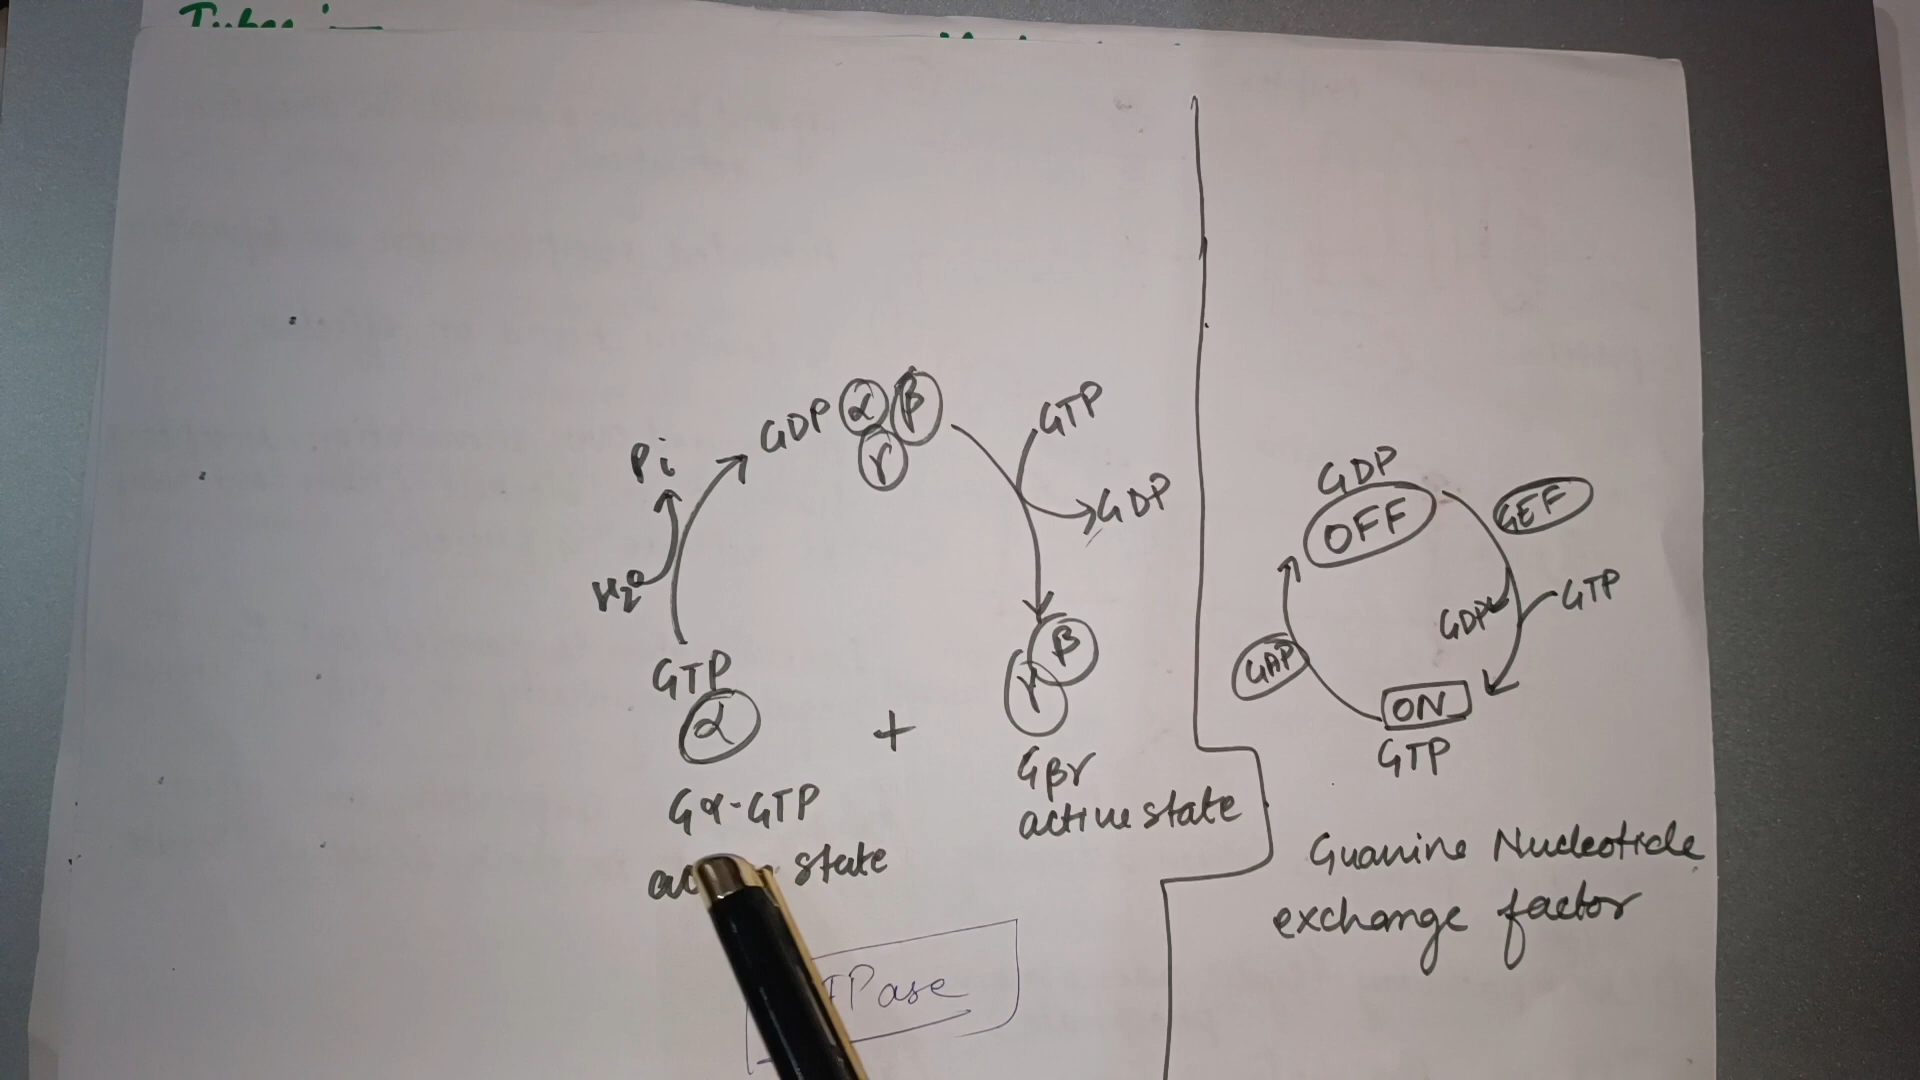 GDP α β
γ
GTP
GDP
Pi
H2O
GTP
α
+
β
γ
Gα-GTP
state
Gβγ
active state
GDP
OFF
GEF
GDP
GTP
GAP
ON
GTP
Guanine Nucleotide
exchange factor